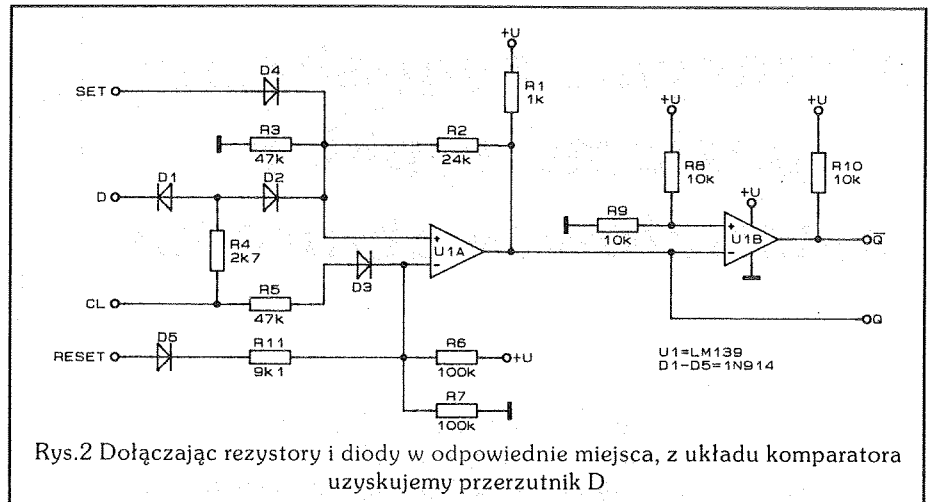 +U
D4
SET
R1
1k
R3
47k
R2
24k
+U
+U
R8
10k
R10
10k
D1
D2
D
+U
R9
10k
+
-
U1A
+
-
U1B
Q̅
R4
2k7
D3
R5
47k
CL
Q
D5
RESET
R11
9k1
R6
100k
+U
U1=LM139
D1-D5=1N914
R7
100k
Rys.2 Dołączając rezystory i diody w odpowiednie miejsca, z układu komparatora
uzyskujemy przerzutnik D